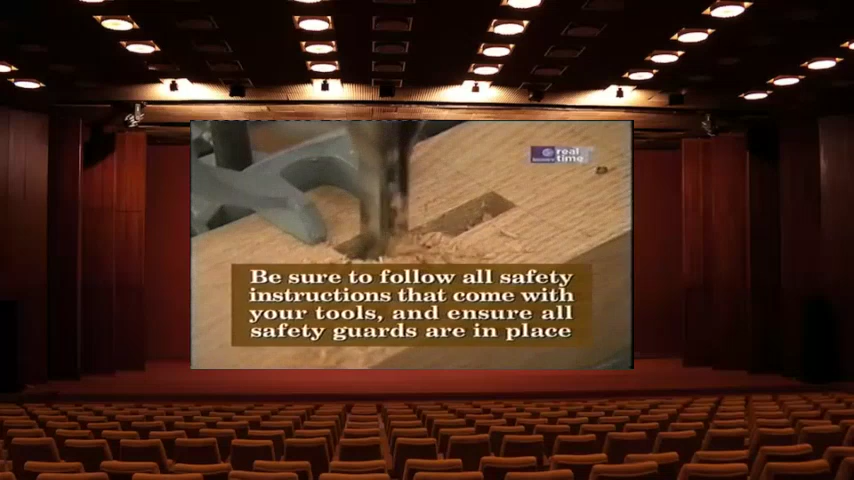 real
time
Be sure to follow all safety
instructions that come with
your tools, and ensure all
safety guards are in place